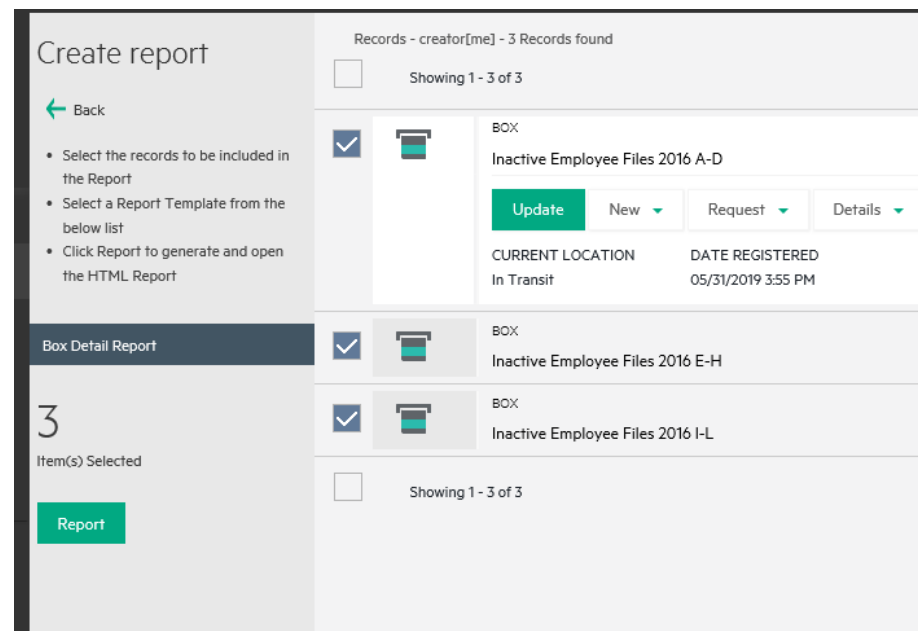 Create report
Back
• Select the records to be included in
the Report
• Select a Report Template from the
below list
• Click Report to generate and open
the HTML Report
Box Detail Report
3
Item(s) Selected
Report
Records - creator[me] - 3 Records found
Showing 1 - 3 of 3
BOX
Inactive Employee Files 2016 A-D
Update New Request Details
CURRENT LOCATION DATE REGISTERED
In Transit 05/31/2019 3:55 PM
BOX
Inactive Employee Files 2016 E-H
BOX
Inactive Employee Files 2016 I-L
Showing 1 - 3 of 3